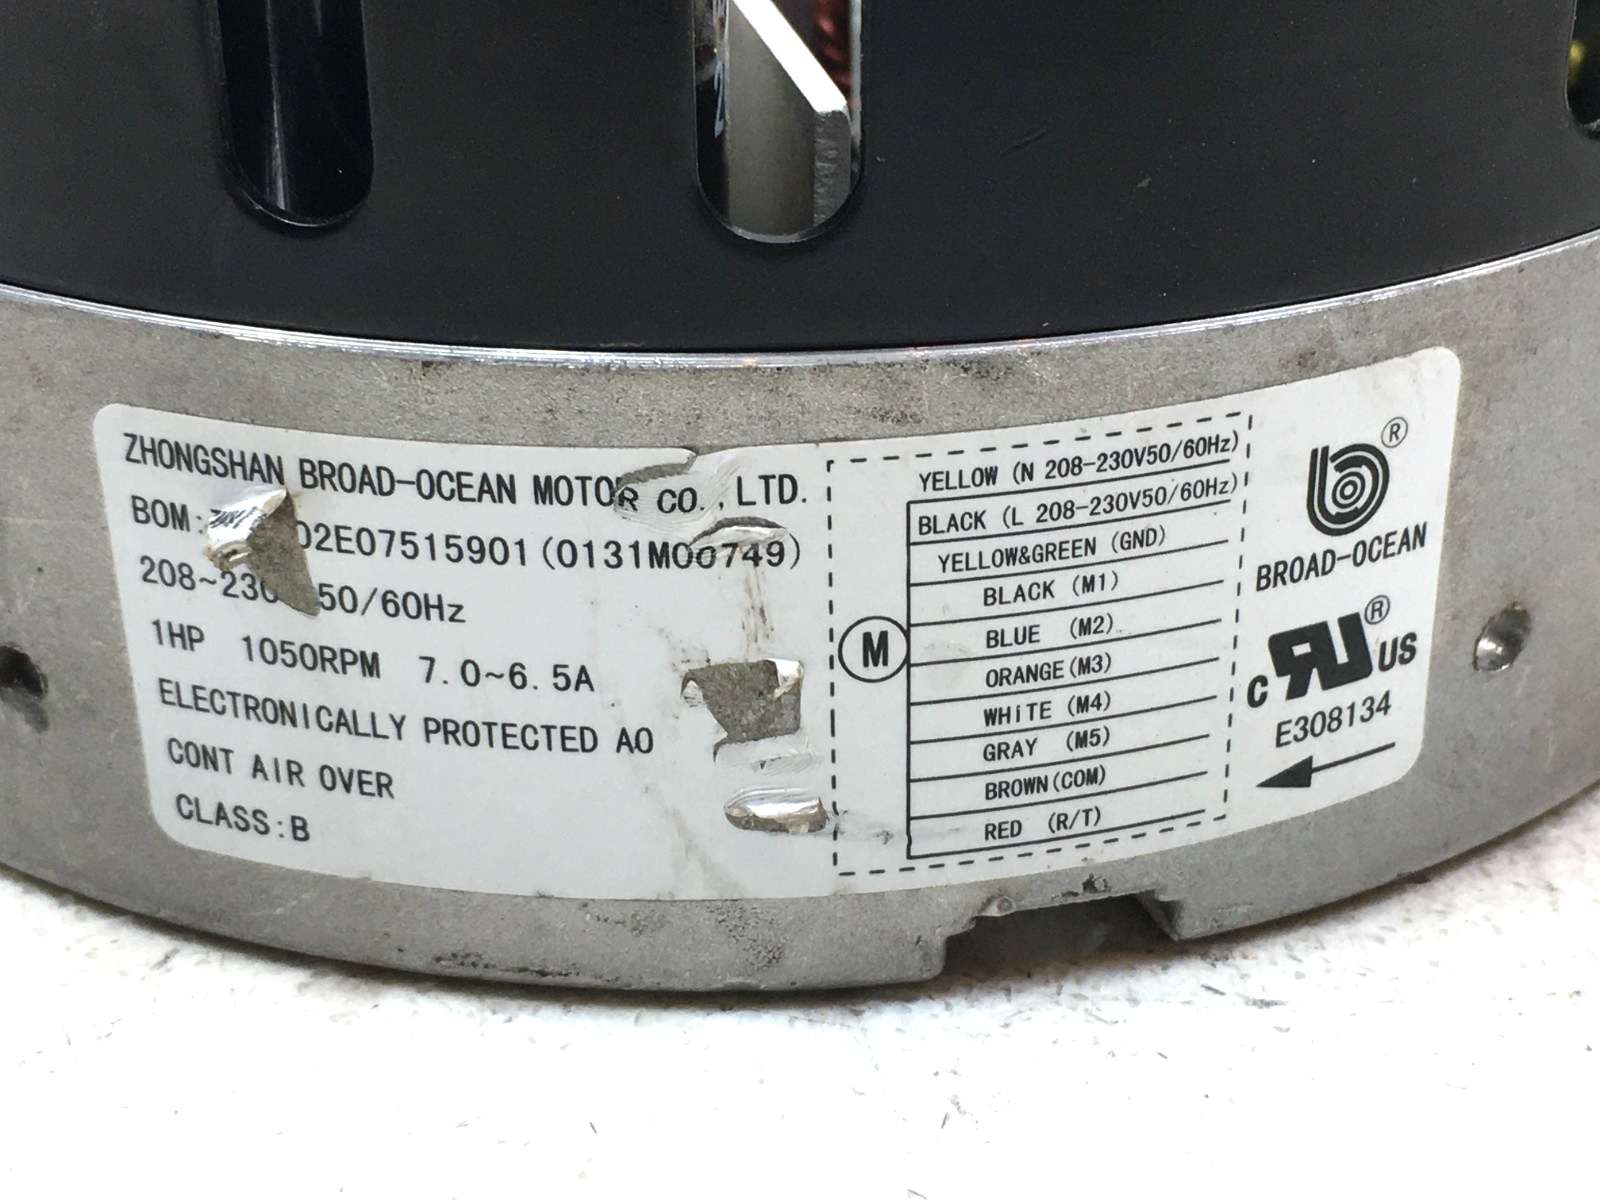 ZHONGSHAN BROAD-OCEAN MOTOR CO., LTD.
BOM: 02E07515901(0131M00749)
208~230 50/60Hz
1HP 1050RPM 7.0~6.5A
ELECTRONICALLY PROTECTED AO
CONT AIR OVER
CLASS:B
M
YELLOW (N 208-230V50/60Hz)
BLACK (L 208-230V50/60Hz)
YELLOW&GREEN (GND)
BLACK (M1)
BLUE (M2)
ORANGE(M3)
WHiTE (M4)
GRAY (M5)
BROWN(COM)
RED (R/T)
®
BROAD-OCEAN
c RU ® US
E308134